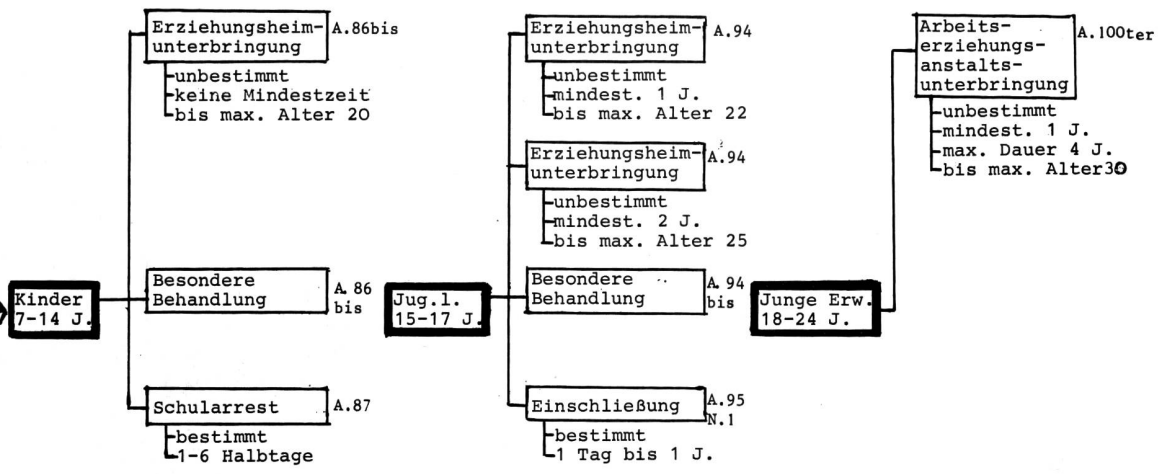 Kinder
7-14 J.
Erziehungsheim-
unterbringung
A.86bis
unbestimmt
keine Mindestzeit
bis max. Alter 20
Besondere
Behandlung
A.86
bis
Schularrest
A.87
bestimmt
1-6 Halbtage
Jug.l.
15-17 J.
Erziehungsheim-
unterbringung
A.94
unbestimmt
mindest. 1 J.
bis max. Alter 22
Erziehungsheim-
unterbringung
A.94
unbestimmt
mindest. 2 J.
bis max. Alter 25
Besondere
Behandlung
A.94
bis
Einschließung
A.95
N.1
bestimmt
1 Tag bis 1 J.
Junge Erw.
18-24 J.
Arbeits-
erziehungs-
anstalts-
unterbringung
A.100ter
unbestimmt
mindest. 1 J.
max. Dauer 4 J.
bis max. Alter30